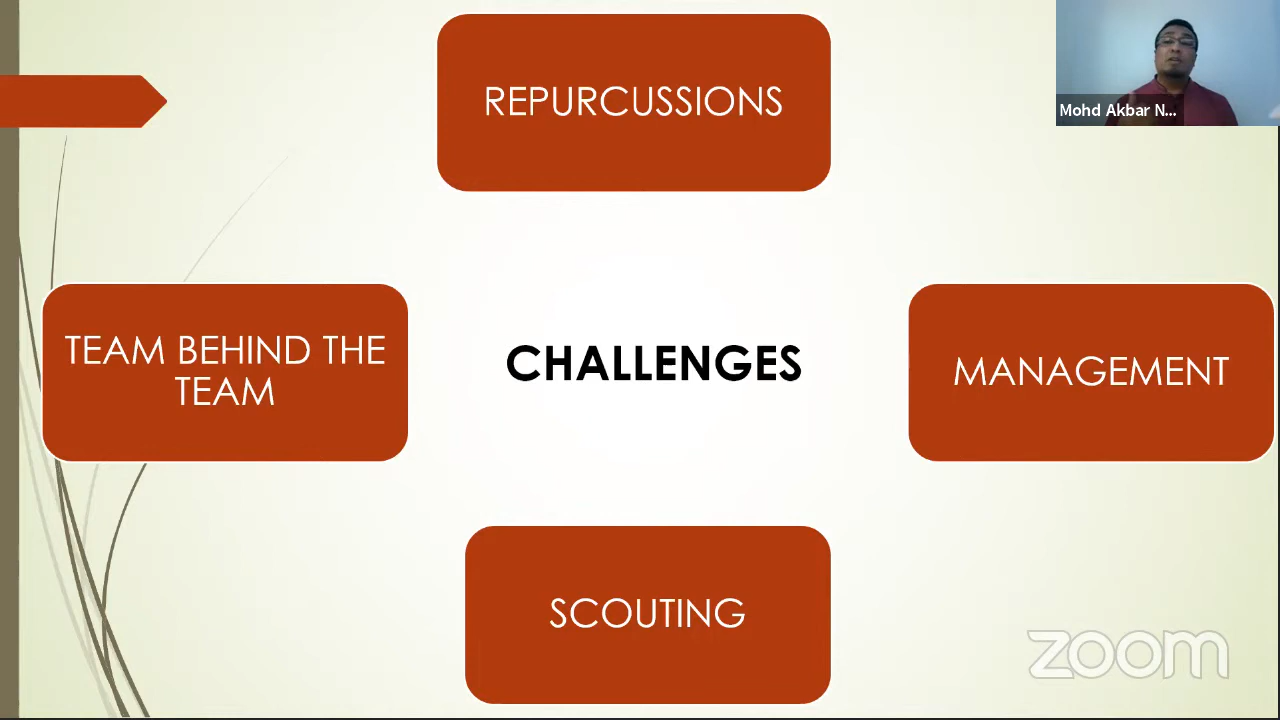 REPURCUSSIONS
Mohd Akbar N...
TEAM BEHIND THE
TEAM
CHALLENGES
MANAGEMENT
SCOUTING
zoom